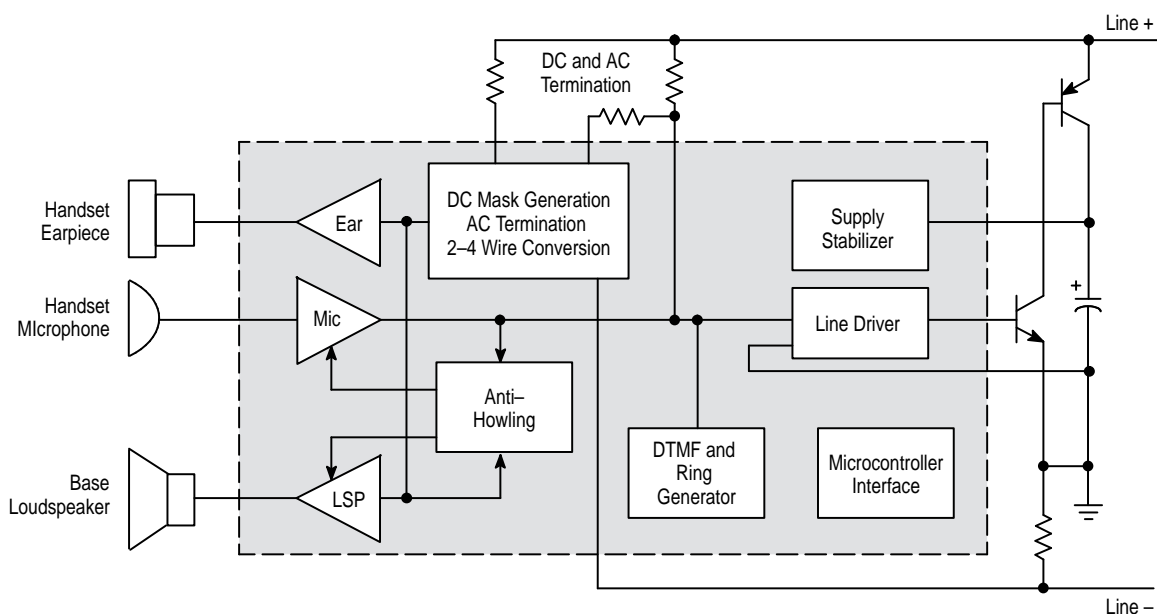 Line +
DC and AC
Termination
Handset
Earpiece
Ear
DC Mask Generation
AC Termination
2–4 Wire Conversion
Supply
Stabilizer
+
Handset
MIcrophone
Mic
Line Driver
Anti–
Howling
Base
Loudspeaker
LSP
DTMF and
Ring
Generator
Microcontroller
Interface
Line –